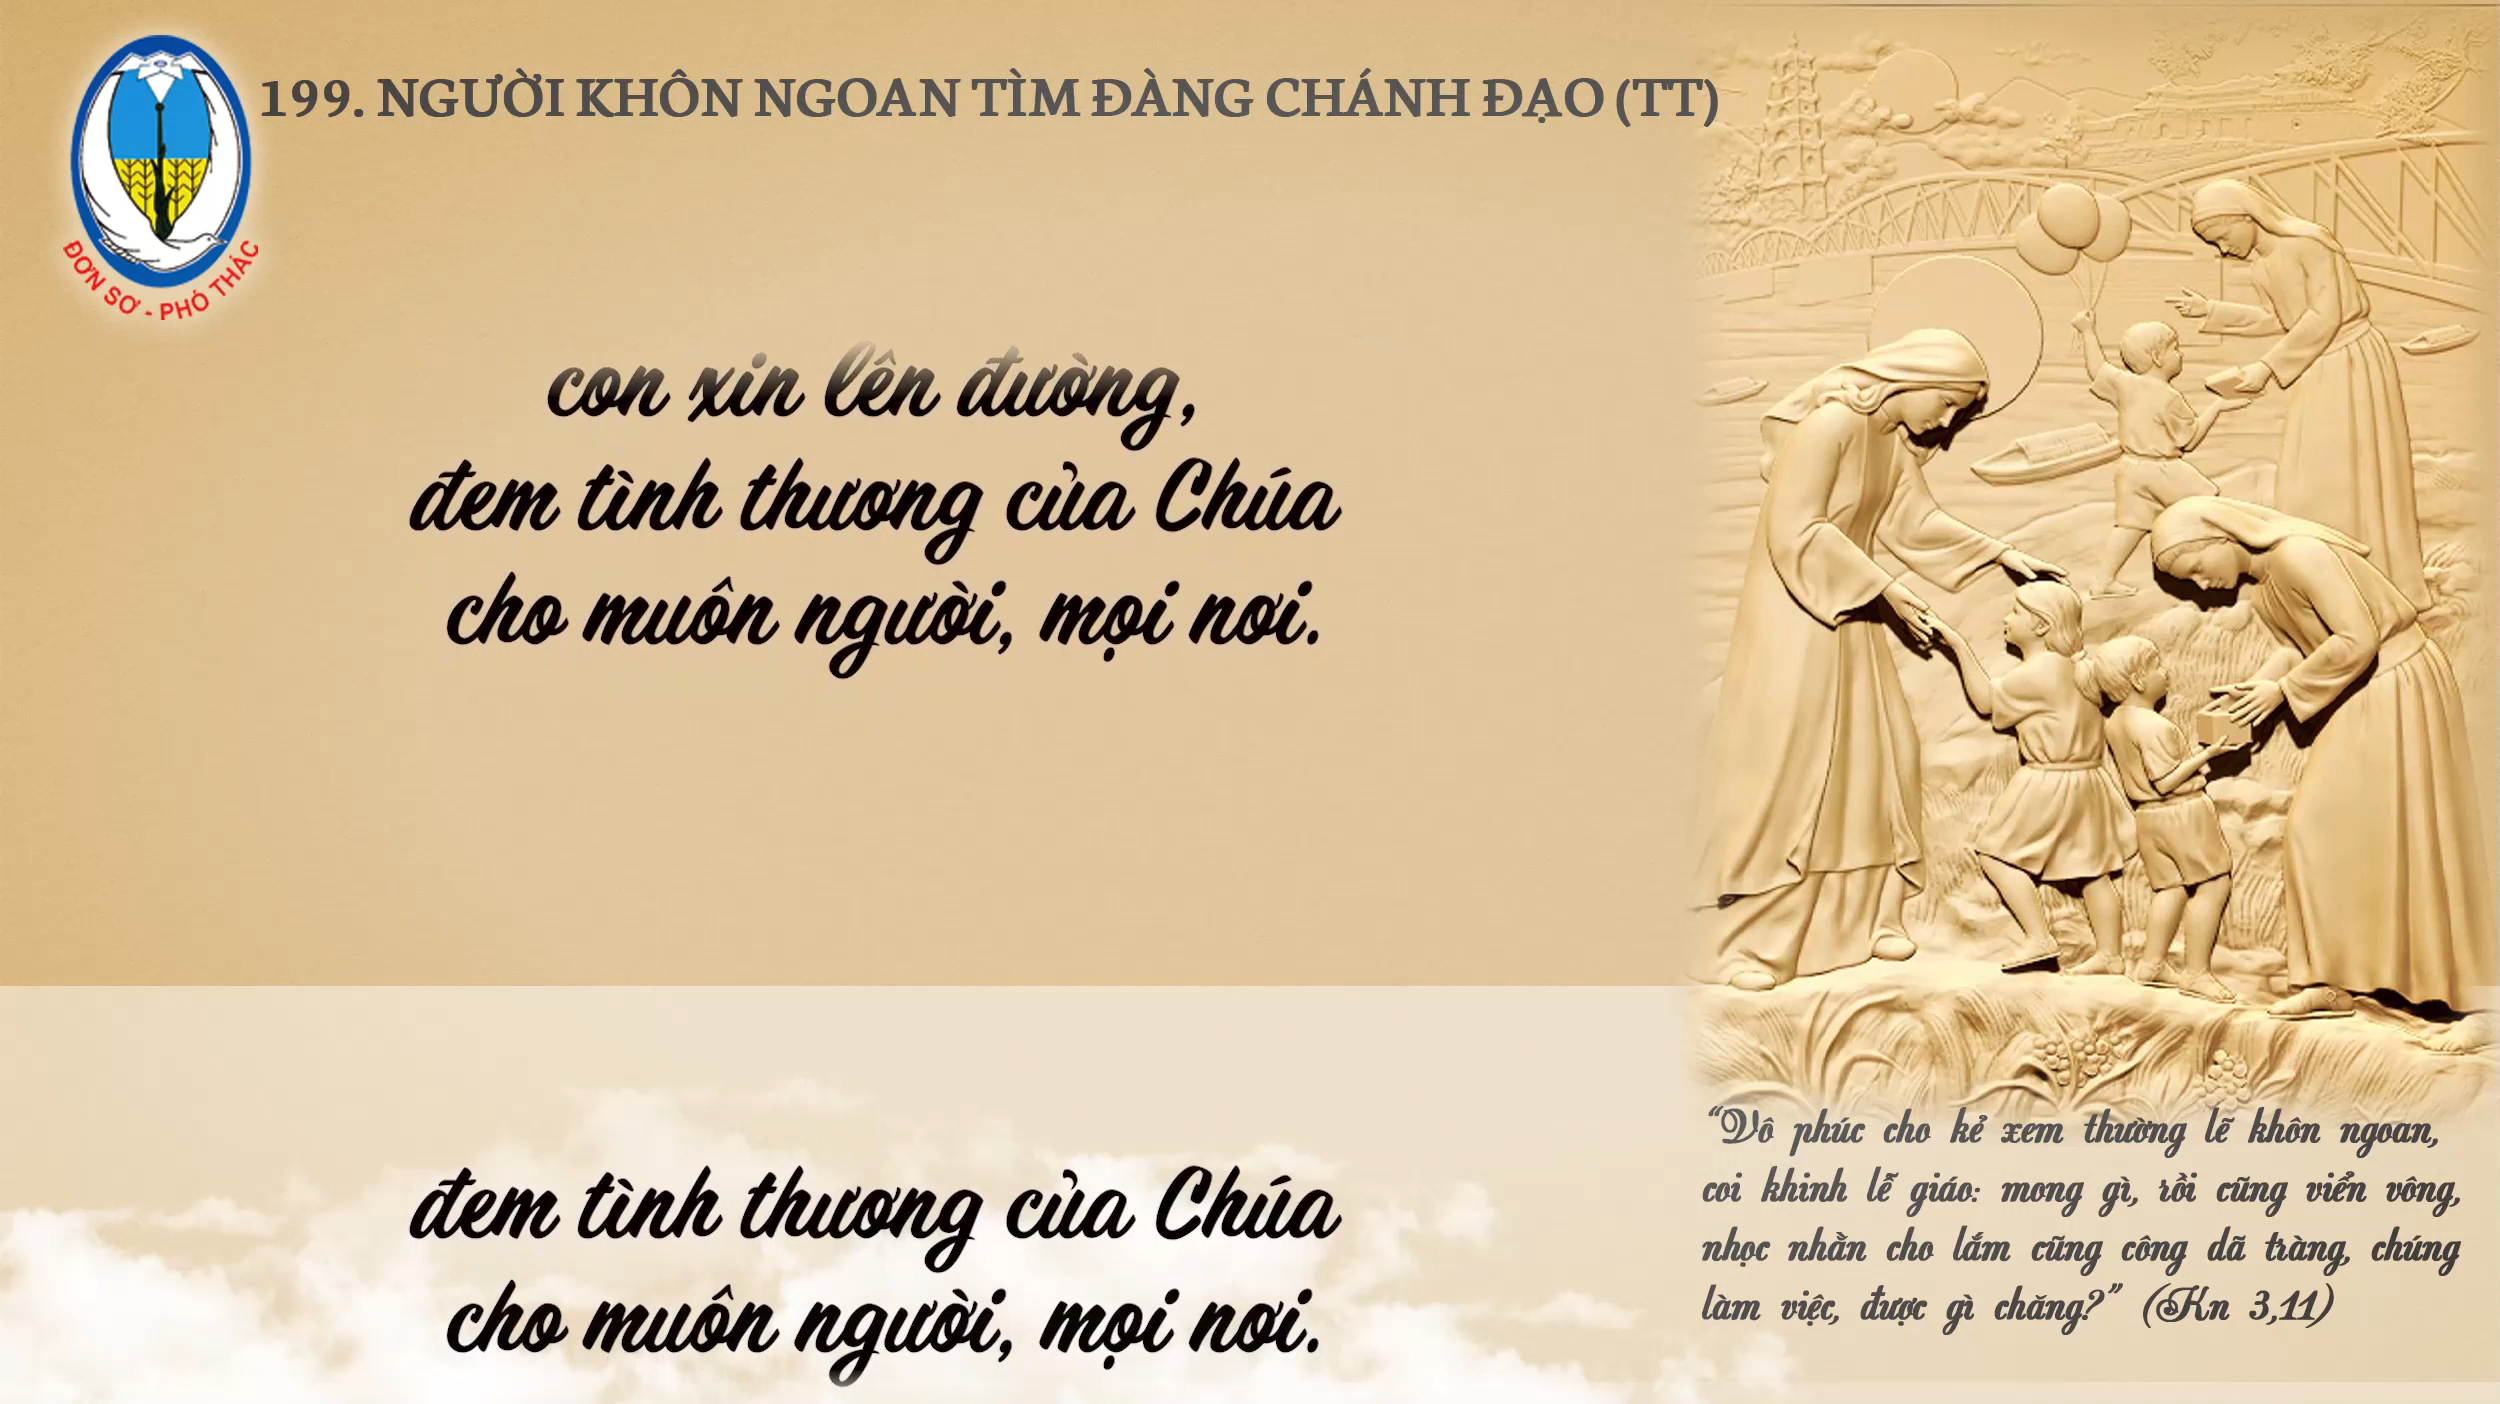 199. NGƯỜI KHÔN NGOAN TÌM ĐÀNG CHÁNH ĐẠO (TT)
ĐƠN SƠ - PHÓ THÁC
con xin lên đường,
đem tình thương của Chúa
cho muôn người, mọi nơi.
đem tình thương của Chúa
cho muôn người, mọi nơi.
“Vô phúc cho kẻ xem thường lẽ khôn ngoan,
coi khinh lễ giáo: mong gì, rồi cũng viển vông,
nhọc nhằn cho lắm cũng công dã tràng, chúng
làm việc, được gì chăng?” (Kn 3,11)